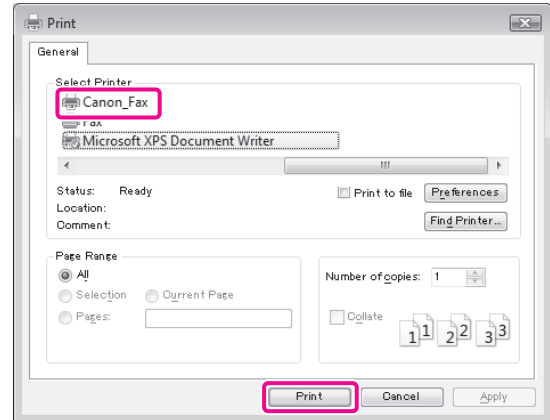 Print
General
Select Printer
Canon_Fax
Fax
Microsoft XPS Document Writer
Status: Ready
Print to file
Preferences
Location:
Comment:
Find Printer...
Page Range
All
Selection
Current Page
Pages:
Number of copies: 1
Collate
1 1 2 2 3 3
Print
Cancel
Apply